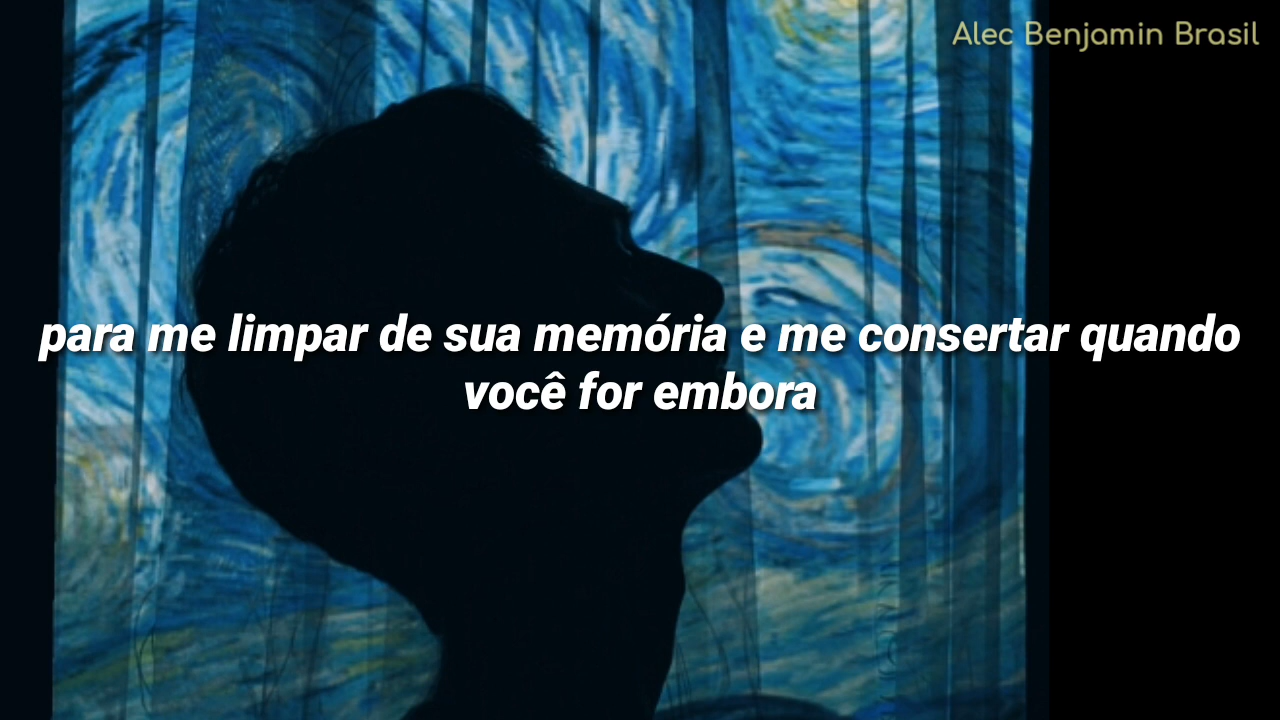 Alec Benjamin Brasil
para me limpar de sua memória e me consertar quando
você for embora